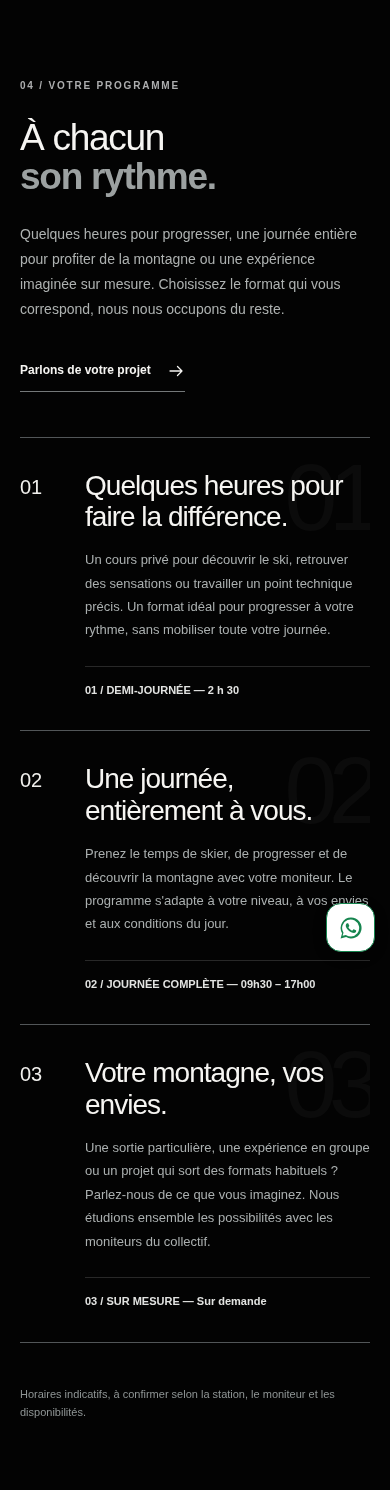 04 / VOTRE PROGRAMME
À chacun
son rythme.
Quelques heures pour progresser, une journée entière
pour profiter de la montagne ou une expérience
imaginée sur mesure. Choisissez le format qui vous
correspond, nous nous occupons du reste.
Parlons de votre projet
01
01
Quelques heures pour
faire la différence.
Un cours privé pour découvrir le ski, retrouver
des sensations ou travailler un point technique
précis. Un format idéal pour progresser à votre
rythme, sans mobiliser toute votre journée.
01 / DEMI-JOURNÉE — 2 h 30
02
02
Une journée,
entièrement à vous.
Prenez le temps de skier, de progresser et de
découvrir la montagne avec votre moniteur. Le
programme s'adapte à votre niveau, à vos envies
et aux conditions du jour.
02 / JOURNÉE COMPLÈTE — 09h30 – 17h00
03
03
Votre montagne, vos
envies.
Une sortie particulière, une expérience en groupe
ou un projet qui sort des formats habituels ?
Parlez-nous de ce que vous imaginez. Nous
étudions ensemble les possibilités avec les
moniteurs du collectif.
03 / SUR MESURE — Sur demande
Horaires indicatifs, à confirmer selon la station, le moniteur et les
disponibilités.